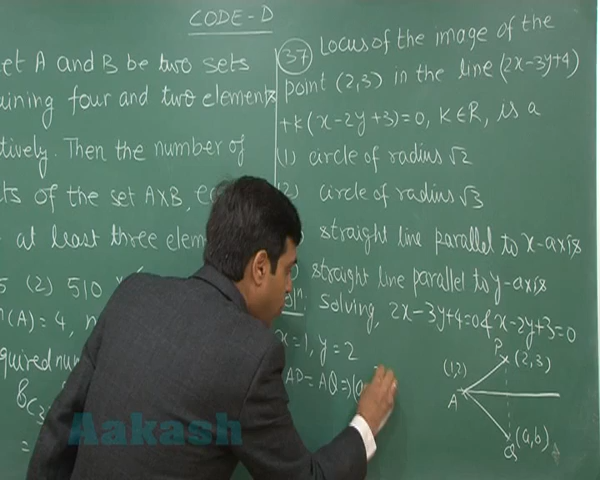 CODE-D
et A and B be two sets
aining four and two elements
tively. Then the number of
ts of the set AXB, e
at least three elem
5 (2) 510
(A) = 4, n
quired num
8C3
=
37 Locus of the image of the
point (2,3) in the line (2x-3y+4)
+k(x-2y+3)=0, K∈R, is a
(1) circle of radius √2
(2) circle of radius √3
) straight line parallel to x-axis
) straight line parallel to y-axis
Soln. Solving, 2x-3y+4=0 & x-2y+3=0
x=1, y=2
AP=AQ=)(a-
P (2,3)
(1,2)
A
Q (a,b)
Aakash